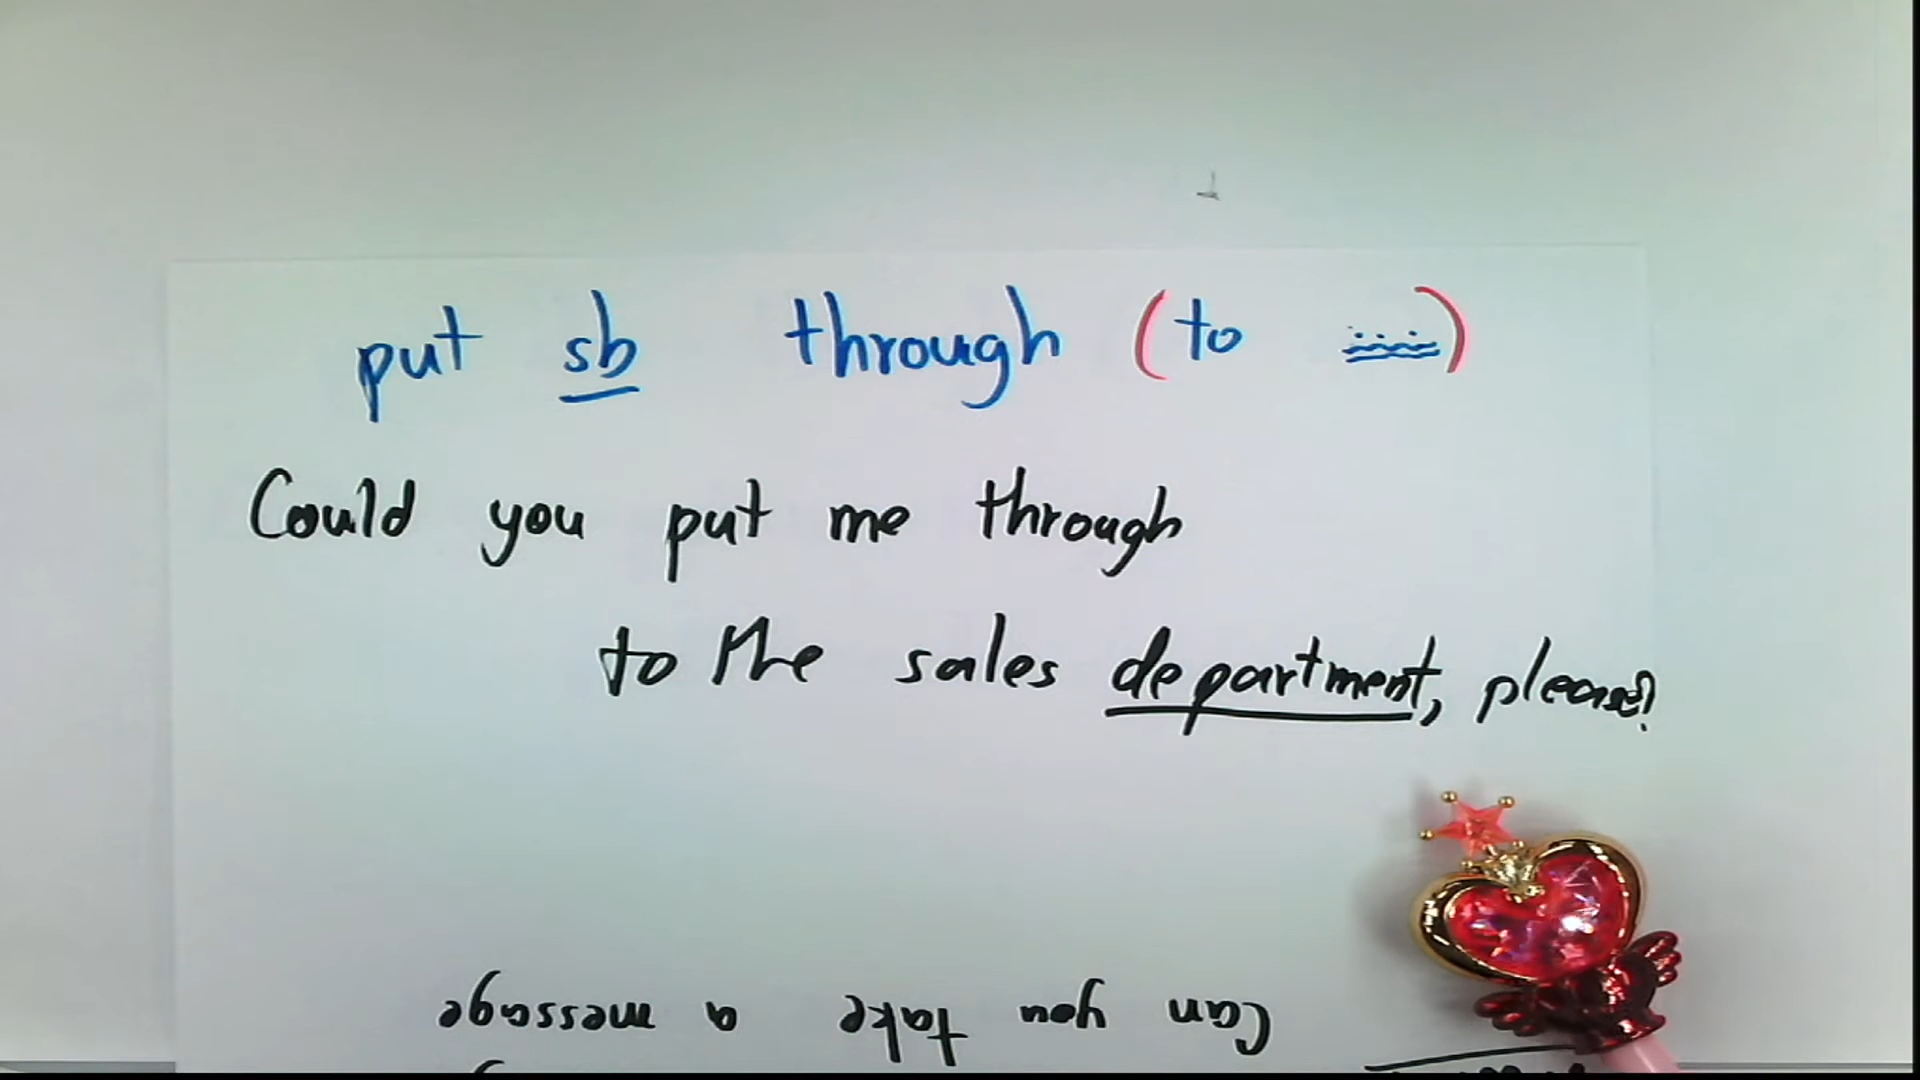 put sb through (to ~~~)
Could you put me through
to the sales department, please?
Can you take a message